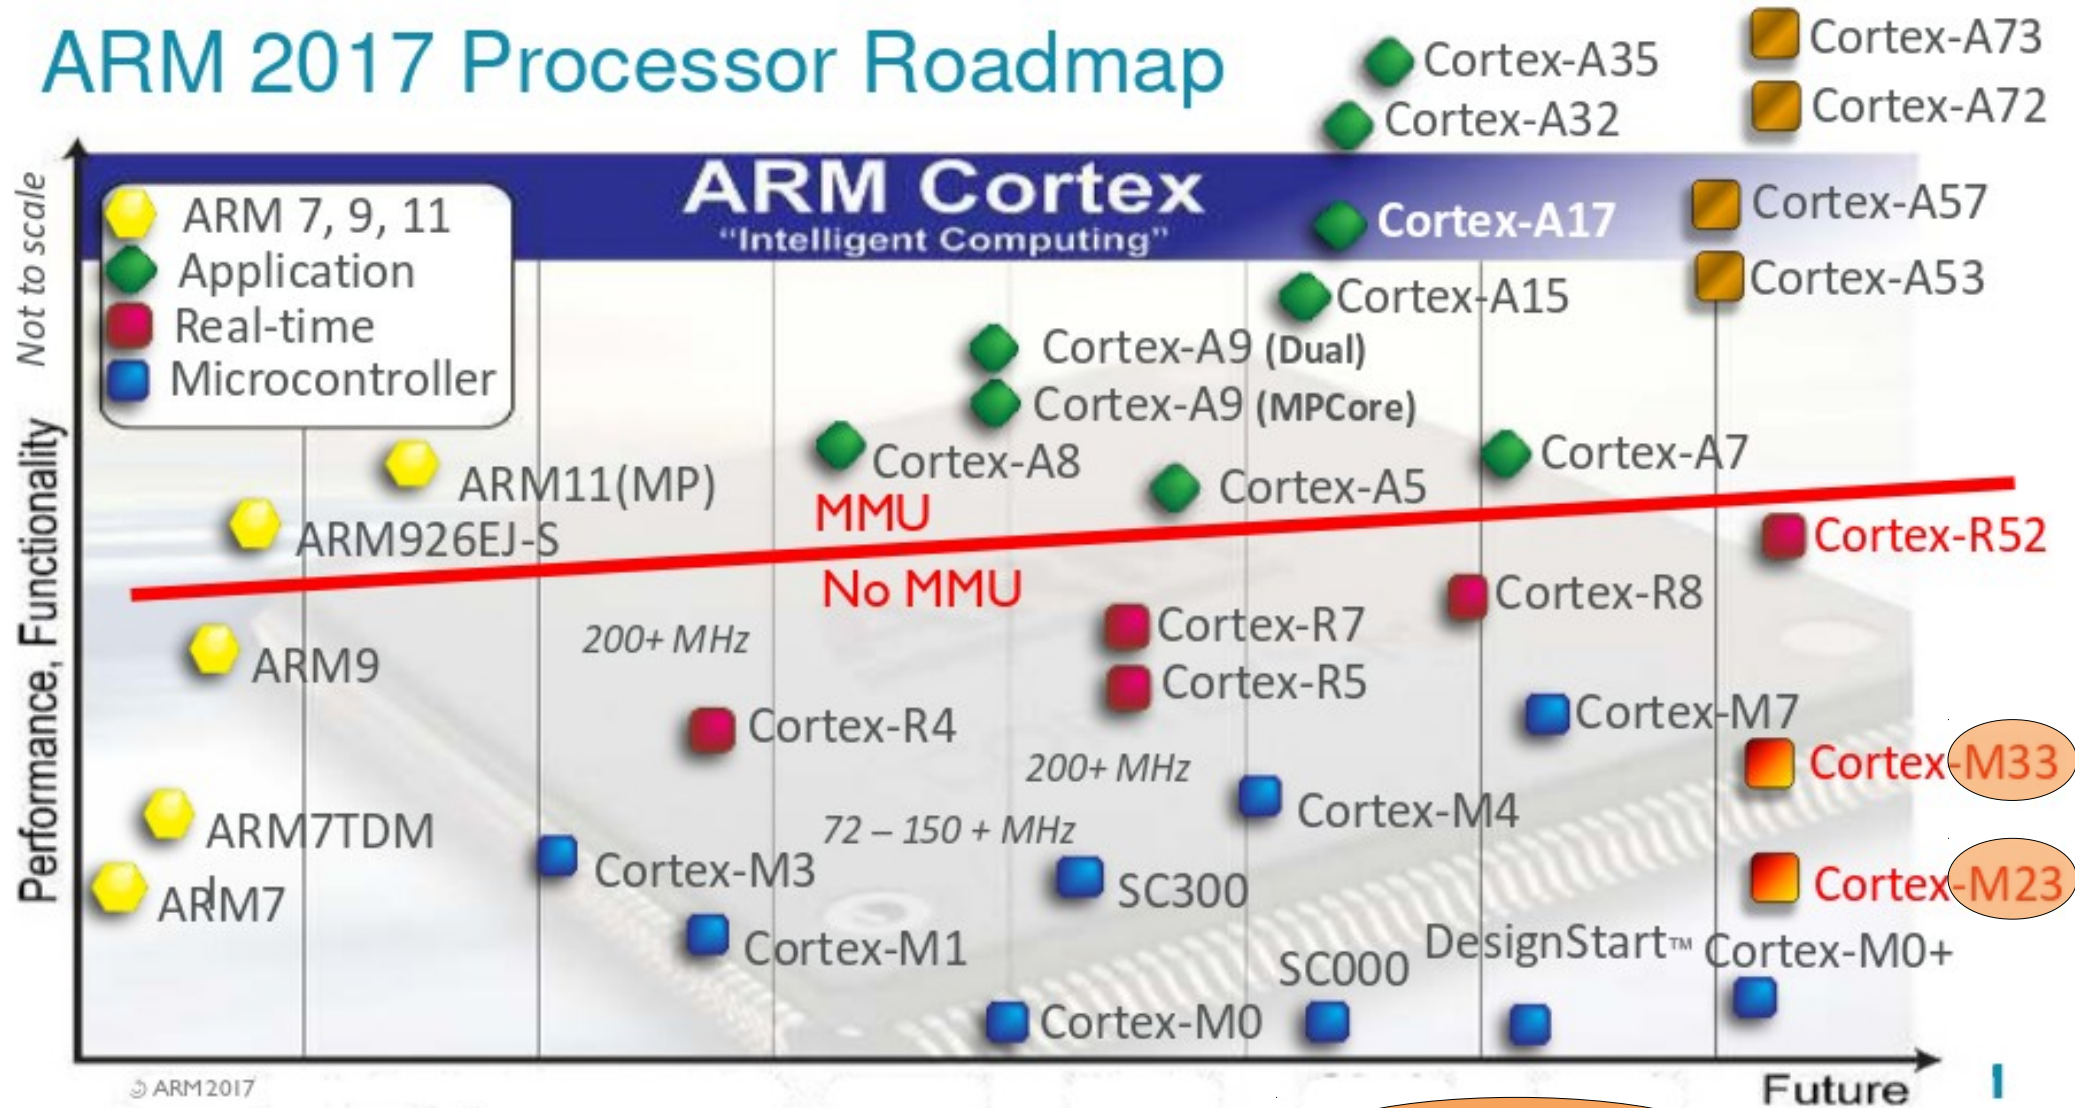 ARM 2017 Processor Roadmap
Cortex-A35
Cortex-A73
Cortex-A32
Cortex-A72
Not to scale
Performance, Functionality
ARM Cortex
“Intelligent Computing”
Cortex-A17
Cortex-A57
ARM 7, 9, 11
Application
Real-time
Microcontroller
Cortex-A15
Cortex-A53
Cortex-A9 (Dual)
Cortex-A9 (MPCore)
ARM11(MP)
Cortex-A8
Cortex-A5
Cortex-A7
ARM926EJ-S
MMU
No MMU
Cortex-R52
Cortex-R8
200+ MHz
Cortex-R7
ARM9
Cortex-R5
Cortex-R4
Cortex-M7
200+ MHz
Cortex-M33
Cortex-M4
ARM7TDM
72 – 150 + MHz
Cortex-M3
SC300
Cortex-M23
ARM7
Cortex-M1
SC000
DesignStart™
Cortex-M0+
Cortex-M0
© ARM 2017
Future
1